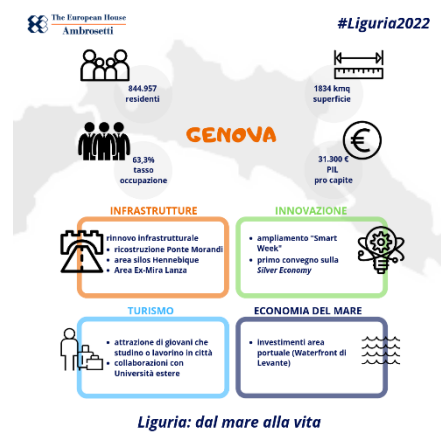 The European House
Ambrosetti
#Liguria2022
844.957
residenti
1834 kmq
superficie
GENOVA
63,3%
tasso
occupazione
31.300 €
PIL
pro capite
INFRASTRUTTURE
rinnovo infrastrutturale
• ricostruzione Ponte Morandi
• area silos Hennebique
• Area Ex-Mira Lanza
INNOVAZIONE
• ampliamento "Smart
Week"
• primo convegno sulla
Silver Economy
TURISMO
• attrazione di giovani che
studino o lavorino in città
• collaborazioni con
Università estere
ECONOMIA DEL MARE
• investimenti area
portuale (Waterfront di
Levante)
Liguria: dal mare alla vita